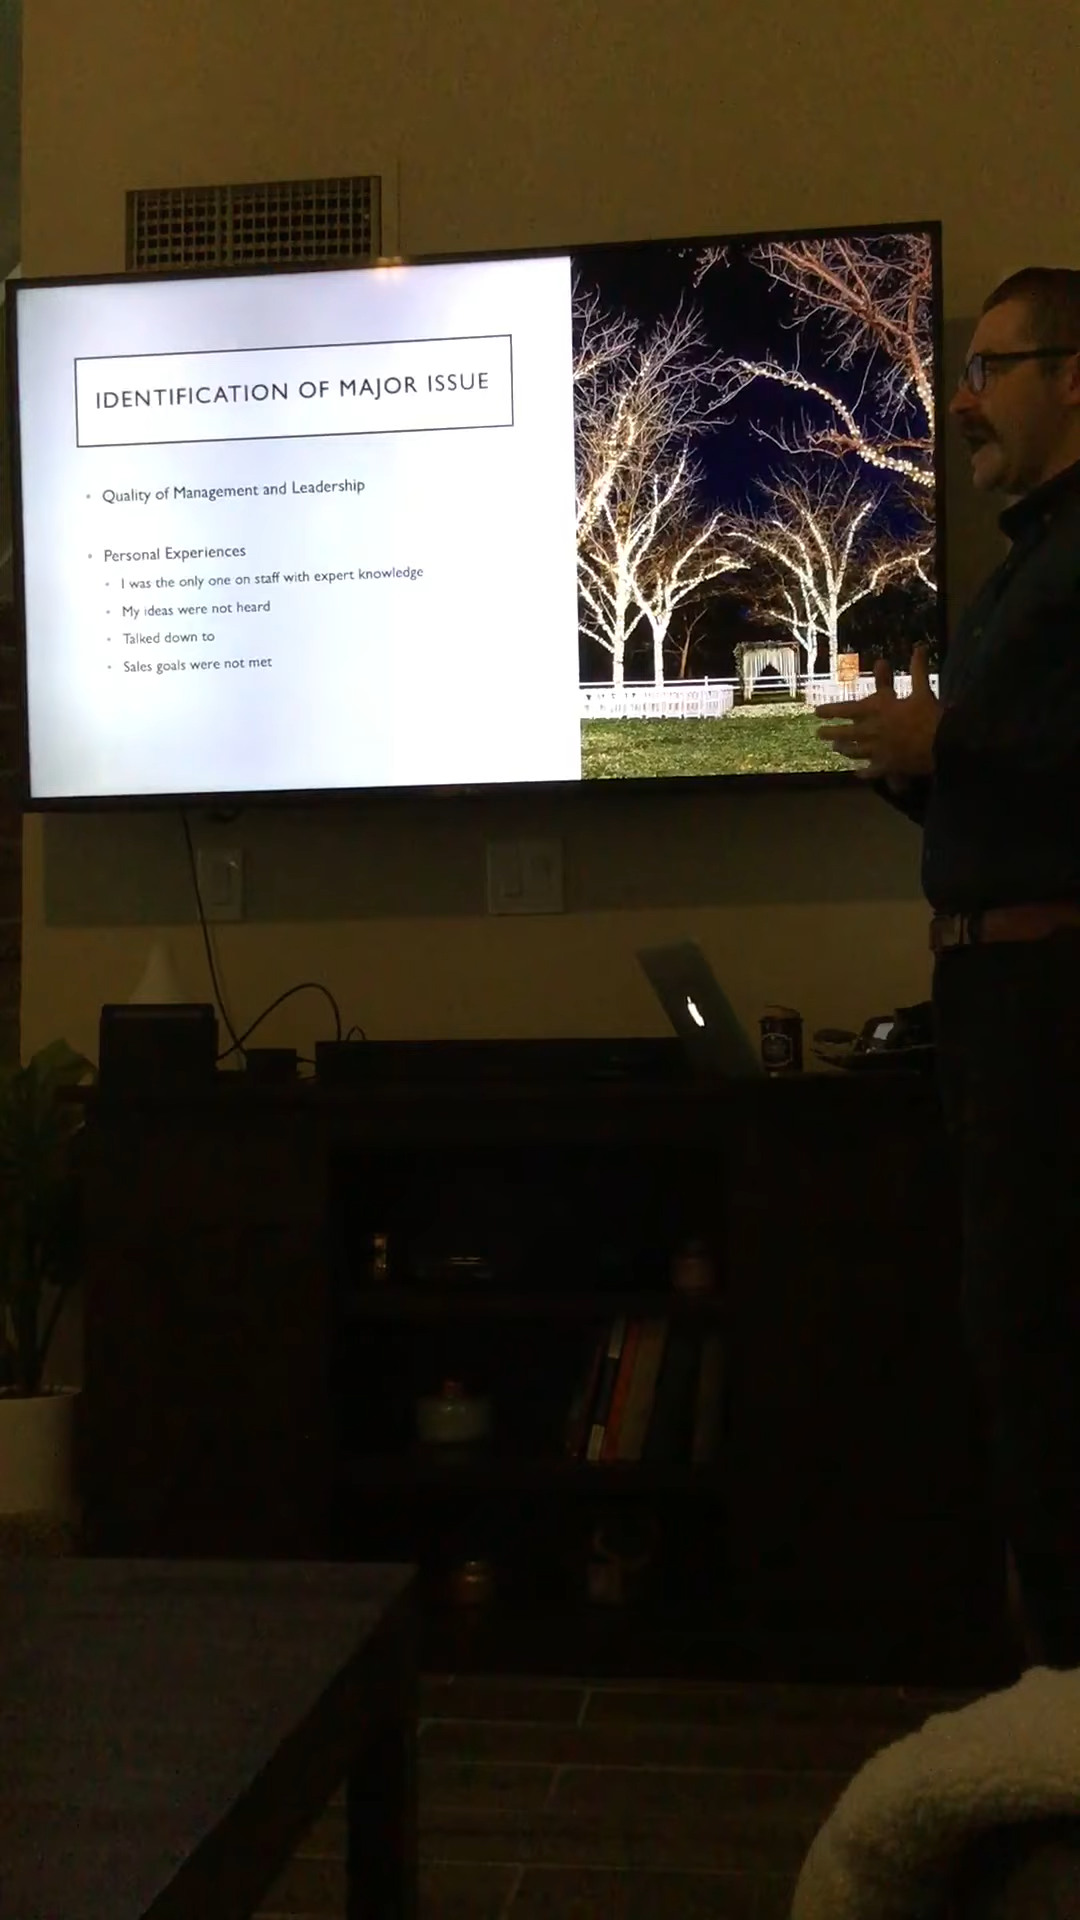 IDENTIFICATION OF MAJOR ISSUE
• Quality of Management and Leadership
• Personal Experiences
• I was the only one on staff with expert knowledge
• My ideas were not heard
• Talked down to
• Sales goals were not met